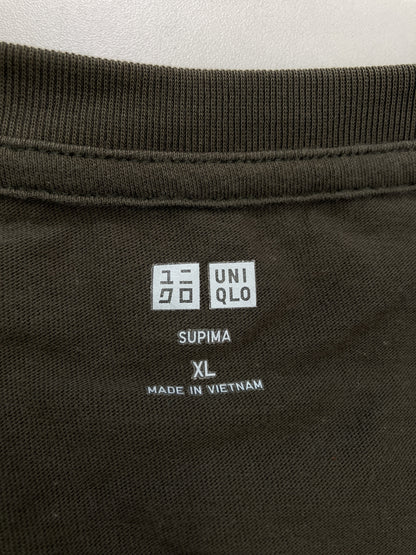 ユニ UNI
クロ QLO
SUPIMA
XL
MADE IN VIETNAM